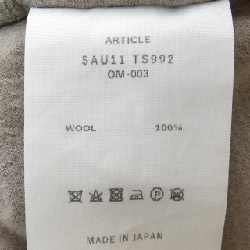 ARTICLE
SAU11 TS992
OM-003
WOOL 100%
MADE IN JAPAN